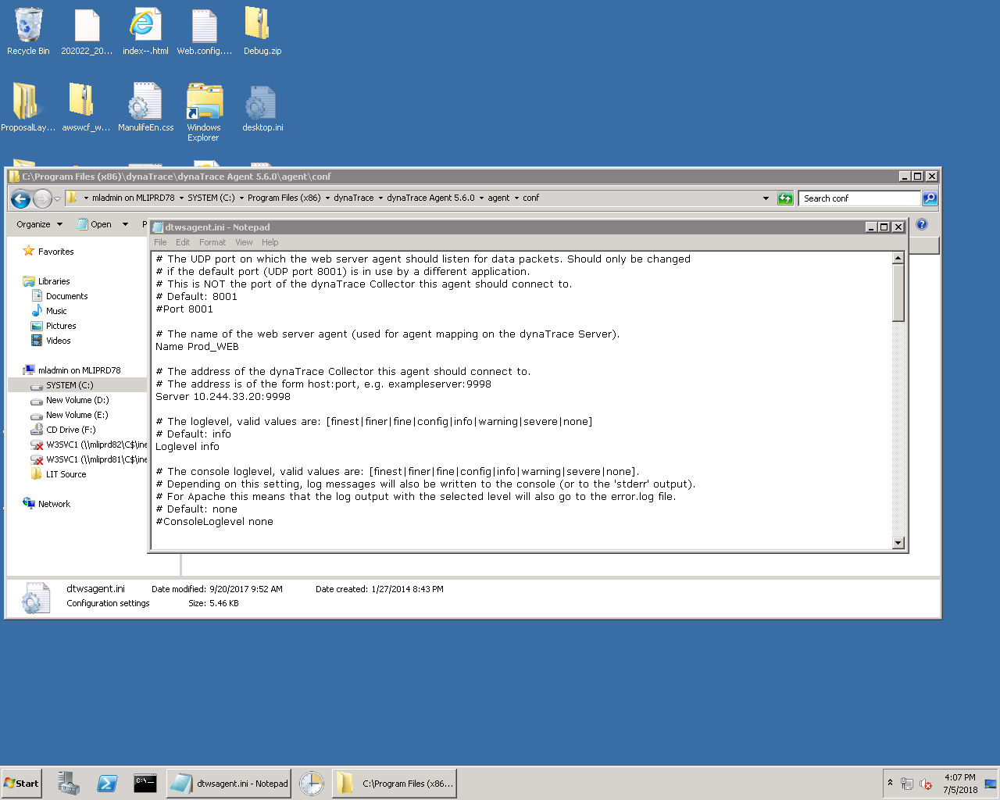 Recycle Bin
202022_20...
index--.html
Web.config....
Debug.zip
ProposalLay...
awswcf_w...
ManulifeEn.css
Windows
Explorer
desktop.ini
C:\Program Files (x86)\dynaTrace\dynaTrace Agent 5.6.0\agent\conf
mladmin on MLIPRD78
SYSTEM (C:)
Program Files (x86)
dynaTrace
dynaTrace Agent 5.6.0
agent
conf
Search conf
Organize
Open
P
Favorites
Libraries
Documents
Music
Pictures
Videos
mladmin on MLIPRD78
SYSTEM (C:)
New Volume (D:)
New Volume (E:)
CD Drive (F:)
W3SVC1 (\\mliprd82\C$\ine
W3SVC1 (\\mliprd81\C$\ine
LIT Source
Network
dtwsagent.ini - Notepad
File Edit Format View Help
# The UDP port on which the web server agent should listen for data packets. Should only be changed
# if the default port (UDP port 8001) is in use by a different application.
# This is NOT the port of the dynaTrace Collector this agent should connect to.
# Default: 8001
#Port 8001
# The name of the web server agent (used for agent mapping on the dynaTrace Server).
Name Prod_WEB
# The address of the dynaTrace Collector this agent should connect to.
# The address is of the form host:port, e.g. exampleserver:9998
Server 10.244.33.20:9998
# The loglevel, valid values are: [finest|finer|fine|config|info|warning|severe|none]
# Default: info
Loglevel info
# The console loglevel, valid values are: [finest|finer|fine|config|info|warning|severe|none].
# Depending on this setting, log messages will also be written to the console (or to the 'stderr' output).
# For Apache this means that the log output with the selected level will also go to the error.log file.
# Default: none
#ConsoleLoglevel none
dtwsagent.ini
Date modified: 9/20/2017 9:52 AM
Date created: 1/27/2014 8:43 PM
Configuration settings
Size: 5.46 KB
Start
C:\_
dtwsagent.ini - Notepad
C:\Program Files (x86...
4:07 PM
7/5/2018